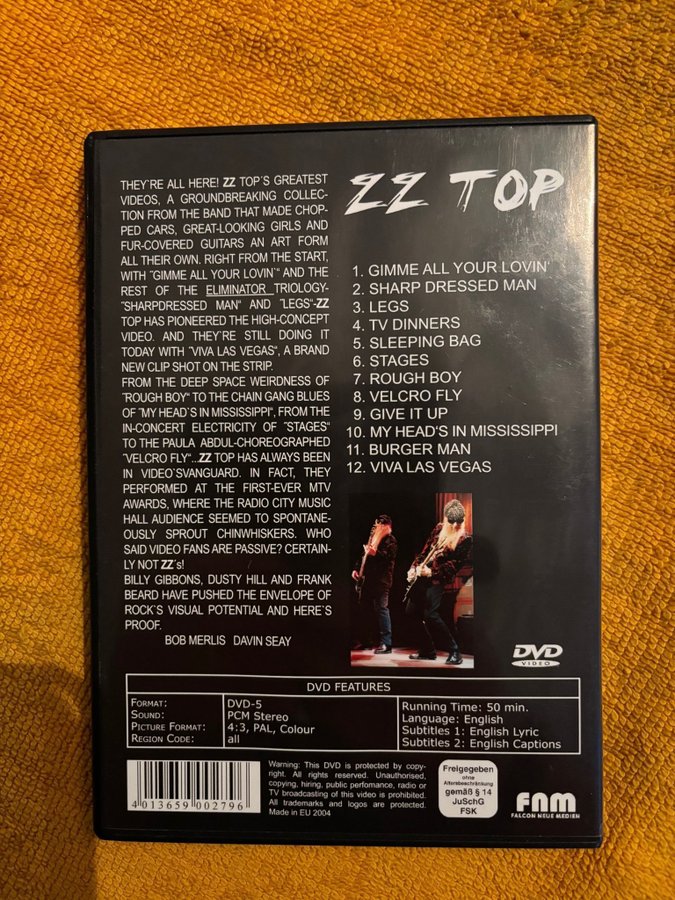 THEY'RE ALL HERE! ZZ TOP'S GREATEST
VIDEOS, A GROUNDBREAKING COLLEC-
TION FROM THE BAND THAT MADE CHOP-
PED CARS, GREAT-LOOKING GIRLS AND
FUR-COVERED GUITARS AN ART FORM
ALL THEIR OWN. RIGHT FROM THE START,
WITH "GIMME ALL YOUR LOVIN'" AND THE
REST OF THE ELIMINATOR TRIOLOGY-
"SHARPDRESSED MAN" AND "LEGS"-ZZ
TOP HAS PIONEERED THE HIGH-CONCEPT
VIDEO. AND THEY'RE STILL DOING IT
TODAY WITH "VIVA LAS VEGAS", A BRAND
NEW CLIP SHOT ON THE STRIP.
FROM THE DEEP SPACE WEIRDNESS OF
"ROUGH BOY" TO THE CHAIN GANG BLUES
OF "MY HEAD'S IN MISSISSIPPI", FROM THE
IN-CONCERT ELECTRICITY OF "STAGES"
TO THE PAULA ABDUL-CHOREOGRAPHED
"VELCRO FLY"...ZZ TOP HAS ALWAYS BEEN
IN VIDEO'SVANGUARD. IN FACT, THEY
PERFORMED AT THE FIRST-EVER MTV
AWARDS, WHERE THE RADIO CITY MUSIC
HALL AUDIENCE SEEMED TO SPONTANE-
OUSLY SPROUT CHINWHISKERS. WHO
SAID VIDEO FANS ARE PASSIVE? CERTAIN-
LY NOT ZZ's!
BILLY GIBBONS, DUSTY HILL AND FRANK
BEARD HAVE PUSHED THE ENVELOPE OF
ROCK'S VISUAL POTENTIAL AND HERE'S
PROOF.
BOB MERLIS DAVIN SEAY
ZZ TOP
1. GIMME ALL YOUR LOVIN'
2. SHARP DRESSED MAN
3. LEGS
4. TV DINNERS
5. SLEEPING BAG
6. STAGES
7. ROUGH BOY
8. VELCRO FLY
9. GIVE IT UP
10. MY HEAD'S IN MISSISSIPPI
11. BURGER MAN
12. VIVA LAS VEGAS
DVD
VIDEO
DVD FEATURES
FORMAT: DVD-5
SOUND: PCM Stereo
PICTURE FORMAT: 4:3, PAL, Colour
REGION CODE: all
Running Time: 50 min.
Language: English
Subtitles 1: English Lyric
Subtitles 2: English Captions
4 013659 002796
Warning: This DVD is protected by copy-
right. All rights reserved. Unauthorised,
copying, hiring, public perfomance, radio or
TV broadcasting of this video is prohibited.
All trademarks and logos are protected.
Made in EU 2004
Freigegeben
ohne
Altersbeschränkung
gemäß § 14
JuSchG
FSK
FNM
FALCON NEUE MEDIEN